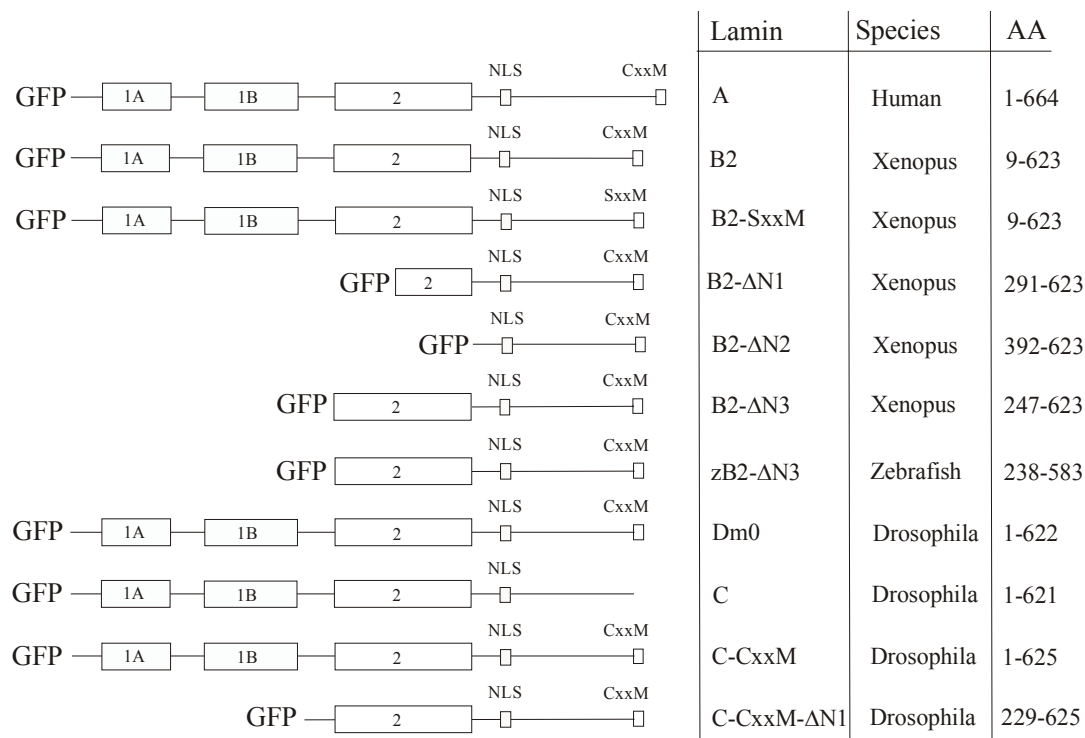 Lamin Species AA
NLS CxxM
GFP 1A 1B 2 A Human 1-664
NLS CxxM
GFP 1A 1B 2 B2 Xenopus 9-623
NLS SxxM
GFP 1A 1B 2 B2-SxxM Xenopus 9-623
NLS CxxM
GFP 2 B2-ΔN1 Xenopus 291-623
NLS CxxM
GFP B2-ΔN2 Xenopus 392-623
NLS CxxM
GFP 2 B2-ΔN3 Xenopus 247-623
NLS CxxM
GFP 2 zB2-ΔN3 Zebrafish 238-583
NLS CxxM
GFP 1A 1B 2 Dm0 Drosophila 1-622
NLS
GFP 1A 1B 2 C Drosophila 1-621
NLS CxxM
GFP 1A 1B 2 C-CxxM Drosophila 1-625
NLS CxxM
GFP 2 C-CxxM-ΔN1 Drosophila 229-625